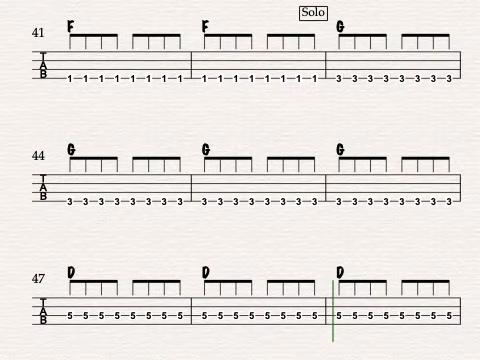 Solo
41 F F G
T A B 1 1 1 1 1 1 1 1 1 1 1 1 1 1 1 1 3 3 3 3 3 3 3 3
44 G G G
T A B 3 3 3 3 3 3 3 3 3 3 3 3 3 3 3 3 3 3 3 3 3 3 3 3
47 D D D
T A B 5 5 5 5 5 5 5 5 5 5 5 5 5 5 5 5 5 5 5 5 5 5 5 5